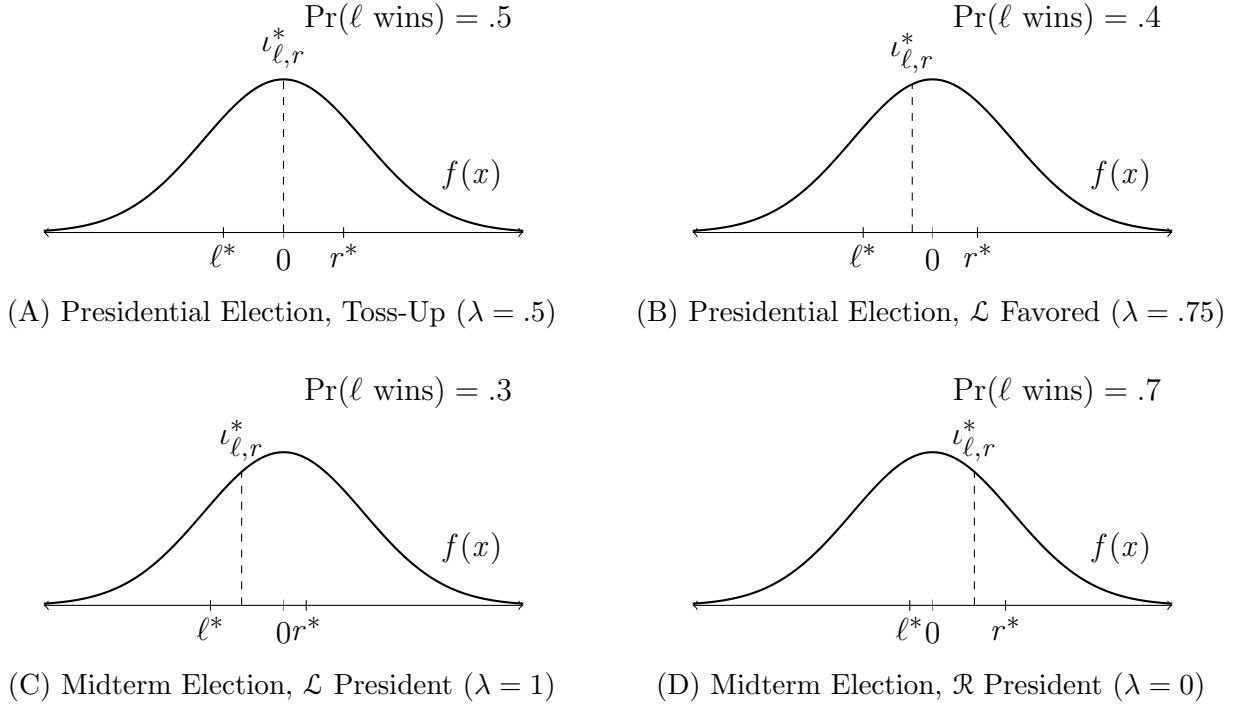 Pr(ℓ wins) = .5
ι*ℓ,r
f(x)
ℓ* 0 r*
(A) Presidential Election, Toss-Up (λ = .5)
Pr(ℓ wins) = .4
ι*ℓ,r
f(x)
ℓ* 0 r*
(B) Presidential Election, ℒ Favored (λ = .75)
Pr(ℓ wins) = .3
ι*ℓ,r
f(x)
ℓ* 0 r*
(C) Midterm Election, ℒ President (λ = 1)
Pr(ℓ wins) = .7
ι*ℓ,r
f(x)
ℓ* 0 r*
(D) Midterm Election, ℛ President (λ = 0)